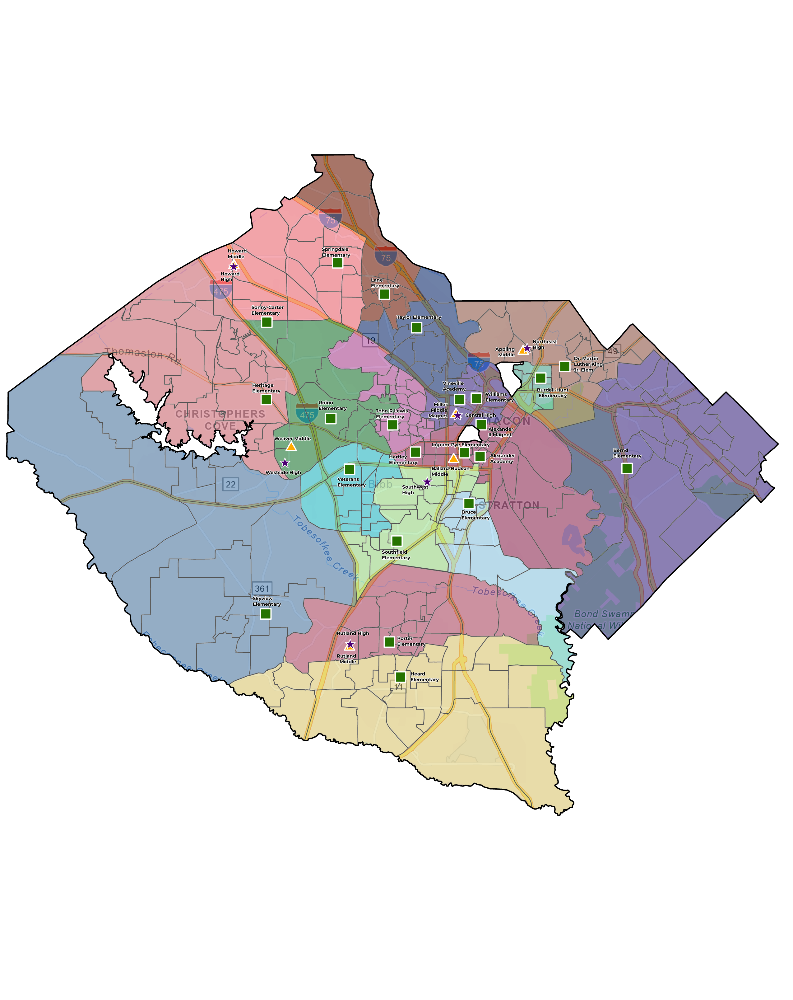 75
Howard
Middle
Springdale
Elementary
75
Howard
High
Lane
Elementary
475
Sonny-Carter
Elementary
Taylor Elementary
19
Northeast
High
Appling
Middle
49
Thomaston Rd
75
Dr. Martin
Luther King
Jr. Elem
Heritage
Elementary
Vineville
Academy
Burdell-Hunt
Elementary
Williams
Elementary
Union
Elementary
475
Miller
Middle
Magnet
John R Lewis
Elementary
CHRISTOPHERS
COVE
Central High
MACON
Alexander
II Magnet
Weaver Middle
Ingram-Pye Elementary
Hartley
Elementary
Alexander
Academy
Bernd
Elementary
Westside High
Ballard-Hudson
Middle
Veterans
Elementary
Bibb
22
Southwest
High
STRATTON
Bruce
Elementary
Tobesofkee Creek
Southfield
Elementary
361
Skyview
Elementary
Tobesofkee Creek
Bond Swamp
National Wil
Rutland High
Porter
Elementary
Rutland
Middle
Heard
Elementary
11